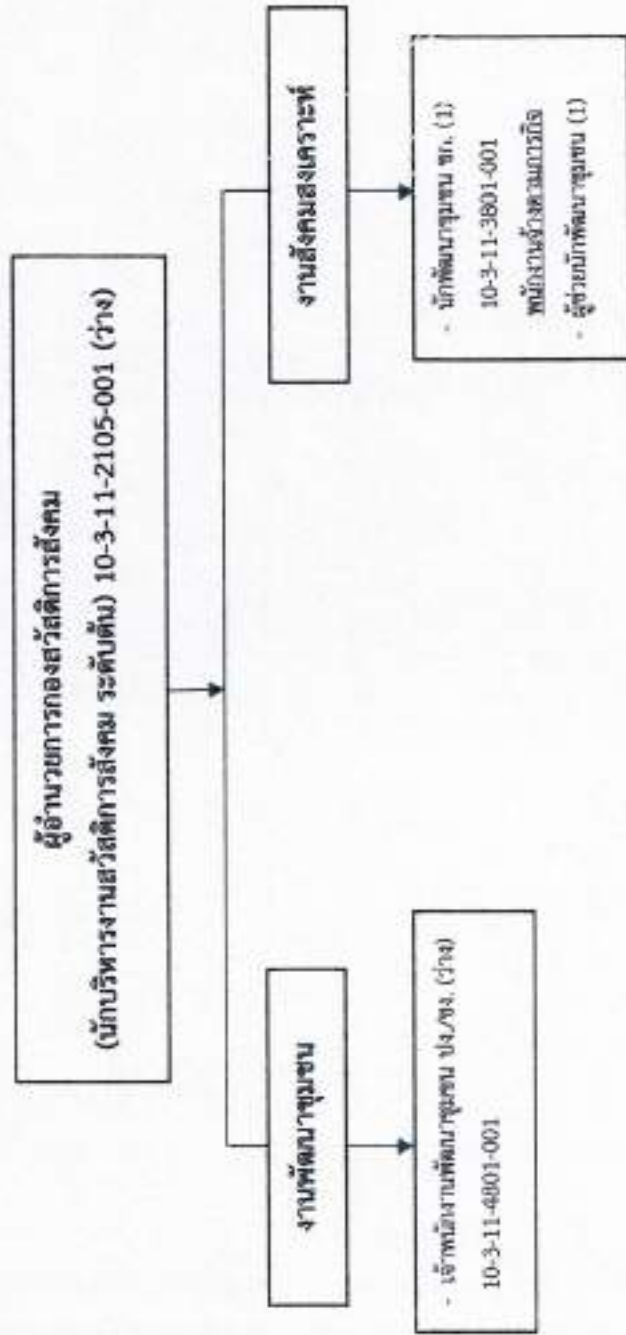 ผู้อำนวยการกองสวัสดิการสังคม
(นักบริหารงานสวัสดิการสังคม ระดับต้น) 10-3-11-2105-001 (ว่าง)
งานพัฒนาชุมชน
- เจ้าพนักงานพัฒนาชุมชน ปง./ชง. (ว่าง)
10-3-11-4801-001
งานสังคมสงเคราะห์
- นักพัฒนาชุมชน ชก. (1)
10-3-11-3801-001
พนักงานจ้างตามภารกิจ
- ผู้ช่วยนักพัฒนาชุมชน (1)